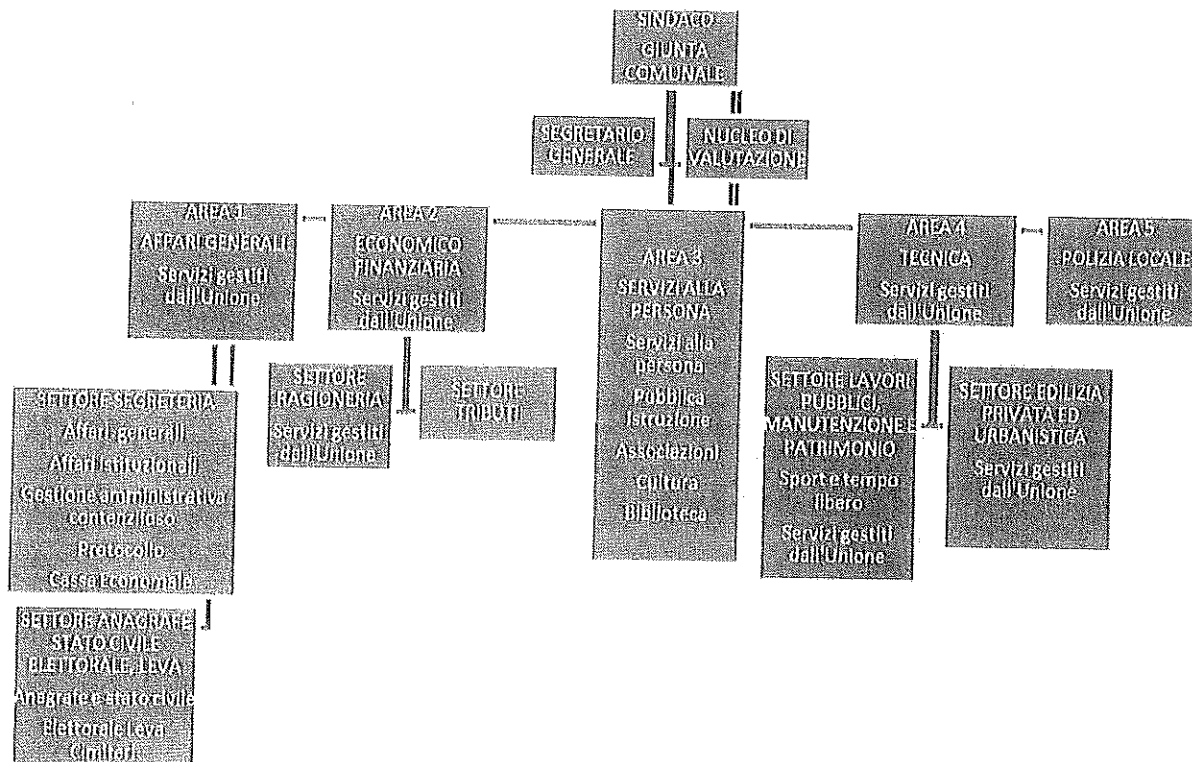 SINDACO
GIUNTA
COMUNALE
SEGRETARIO
GENERALE
NUCLEO DI
VALUTAZIONE
AREA 1
AFFARI GENERALI
Servizi gestiti
dall'Unione
AREA 2
ECONOMICO
FINANZIARIA
Servizi gestiti
dall'Unione
AREA 3
SERVIZI ALLA
PERSONA
Servizi alla
persona
Pubblica
istruzione
Associazioni
Cultura
Biblioteca
AREA 4
TECNICA
Servizi gestiti
dall'Unione
AREA 5
POLIZIA LOCALE
Servizi gestiti
dall'Unione
SETTORE SEGRETERIA
Affari generali
Affari istituzionali
Gestione amministrativa
contenzioso
Protocollo
Cassa Economale
SETTORE ANAGRAFE
STATO CIVILE
ELETTORALE, LEVA
Anagrafe e stato civile
Elettorale Leva
Cimiteri
SETTORE
RAGIONERIA
Servizi gestiti
dall'Unione
SETTORE
TRIBUTI
SETTORE LAVORI
PUBBLICI,
MANUTENZIONE E
PATRIMONIO
Sport e tempo
libero
Servizi gestiti
dall'Unione
SETTORE EDILIZIA
PRIVATA ED
URBANISTICA
Servizi gestiti
dall'Unione